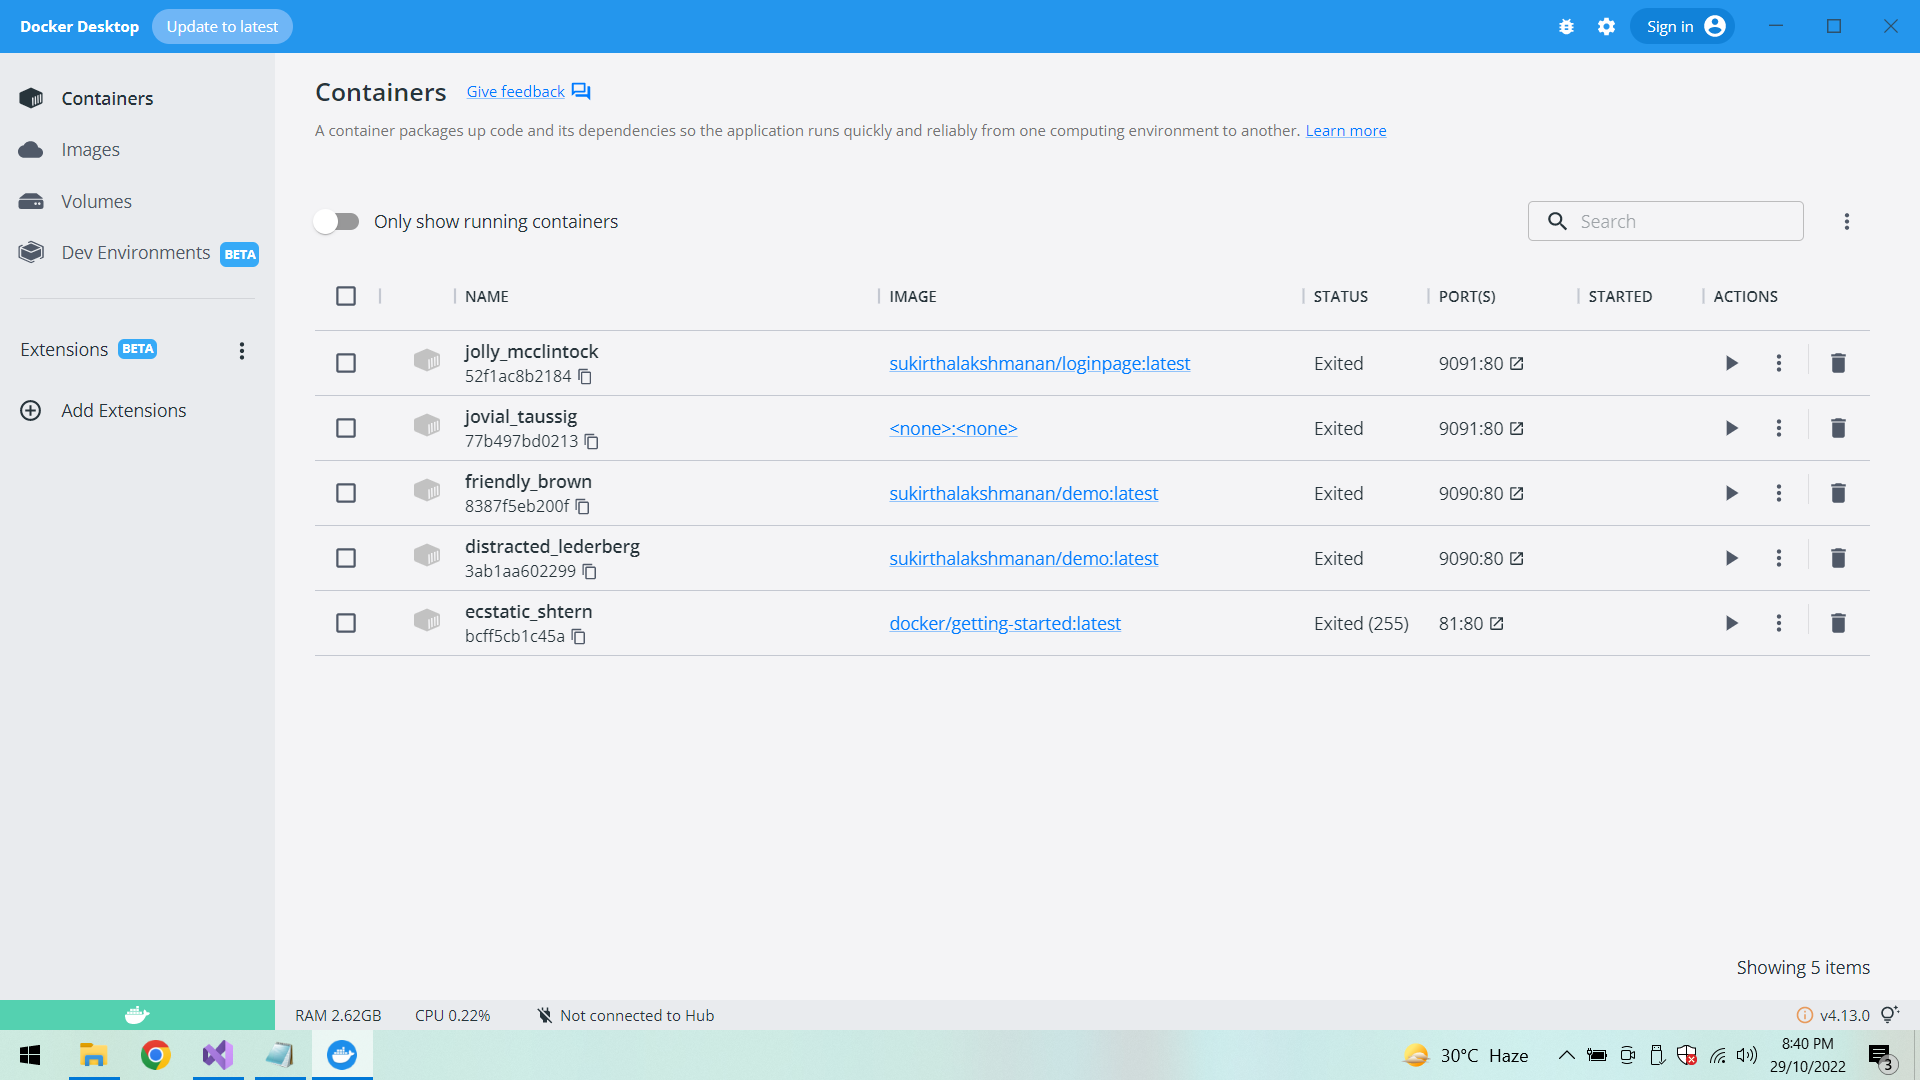 Docker Desktop Update to latest Sign in
Containers
Images
Volumes
Dev Environments BETA
Extensions BETA
Add Extensions
Containers Give feedback
A container packages up code and its dependencies so the application runs quickly and reliably from one computing environment to another. Learn more
Only show running containers Search
NAME IMAGE STATUS PORT(S) STARTED ACTIONS
jolly_mcclintock
52f1ac8b2184 sukirthalakshmanan/loginpage:latest Exited 9091:80
jovial_taussig
77b497bd0213 <none>:<none> Exited 9091:80
friendly_brown
8387f5eb200f sukirthalakshmanan/demo:latest Exited 9090:80
distracted_lederberg
3ab1aa602299 sukirthalakshmanan/demo:latest Exited 9090:80
ecstatic_shtern
bcff5cb1c45a docker/getting-started:latest Exited (255) 81:80
Showing 5 items
RAM 2.62GB CPU 0.22% Not connected to Hub v4.13.0
30°C Haze 8:40 PM
29/10/2022 3